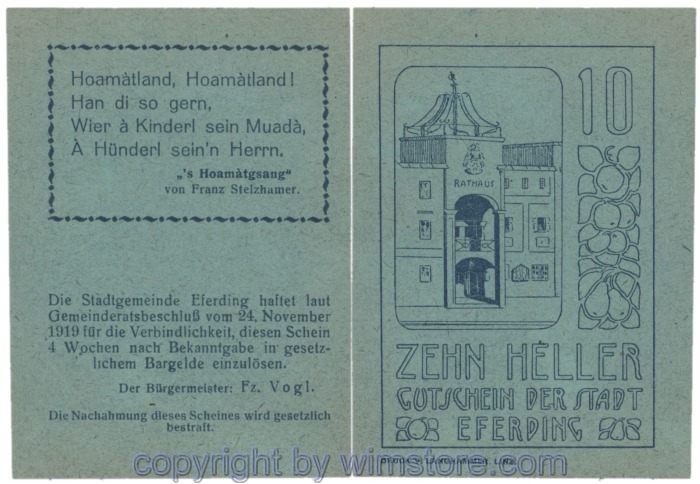 Hoamàtland, Hoamàtland!
Han di so gern,
Wier à Kinderl sein Muadà,
À Hünderl sein'n Herrn.
„'s Hoamàtgsang"
von Franz Stelzhamer.
Die Stadtgemeinde Eferding haftet laut
Gemeinderatsbeschluß vom 24. November
1919 für die Verbindlichkeit, diesen Schein
4 Wochen nach Bekanntgabe in gesetz-
lichem Bargelde einzulösen.
Der Bürgermeister: Fz. Vogl.
Die Nachahmung dieses Scheines wird gesetzlich
bestraft.
10
RATHAUS
ZEHN HELLER
GUTSCHEIN DER STADT
EFERDING
LINZ
copyright by wimstore.com